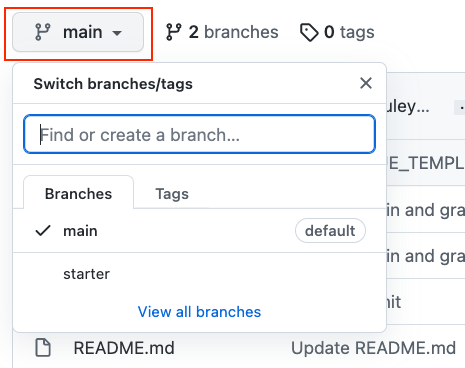 main 2 branches 0 tags
Switch branches/tags
uley...
Find or create a branch...
E_TEMPL
Branches Tags
in and gra
main default
in and gra
starter
nit
View all branches
README.md Update README.md